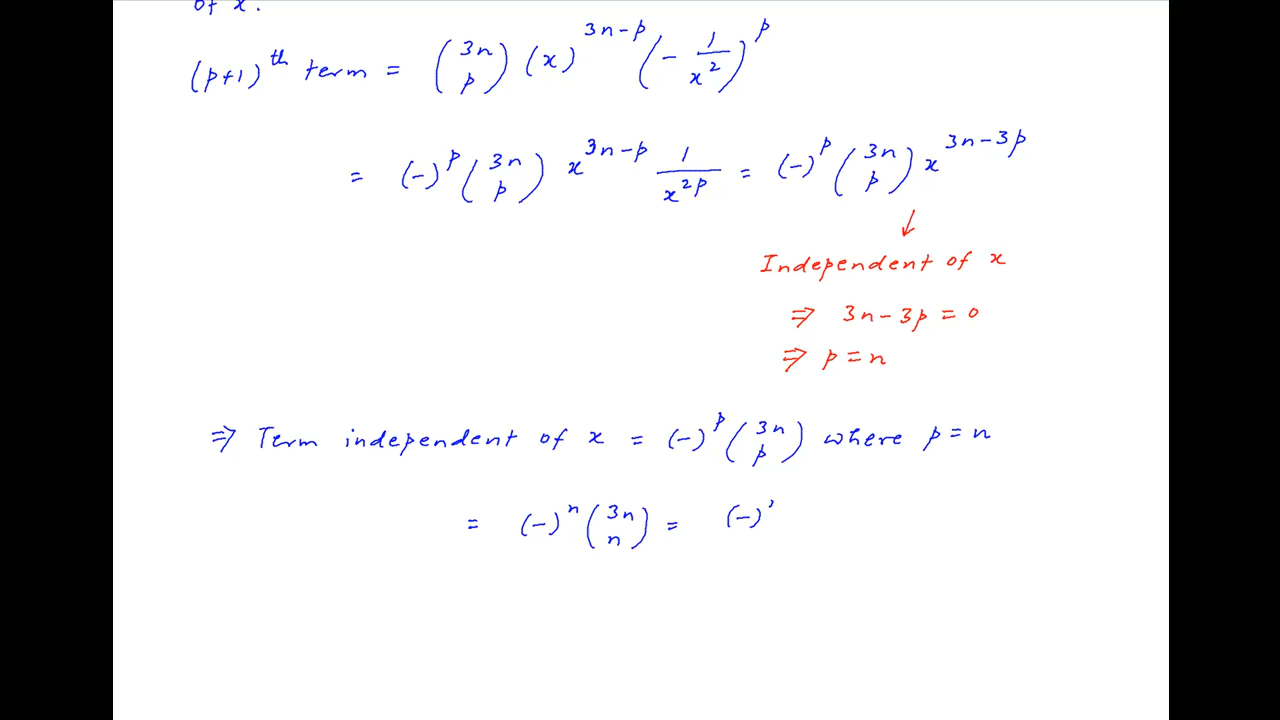 of x.
(p+1)^th term = (3n p) (x)^3n-p (- 1/x^2)^p
= (-)^p (3n p) x^3n-p 1/x^2p = (-)^p (3n p) x^3n-3p
↓
Independent of x
⇒ 3n-3p = 0
⇒ p = n
⇒ Term independent of x = (-)^p (3n p) where p = n
= (-)^n (3n n) = (-)'